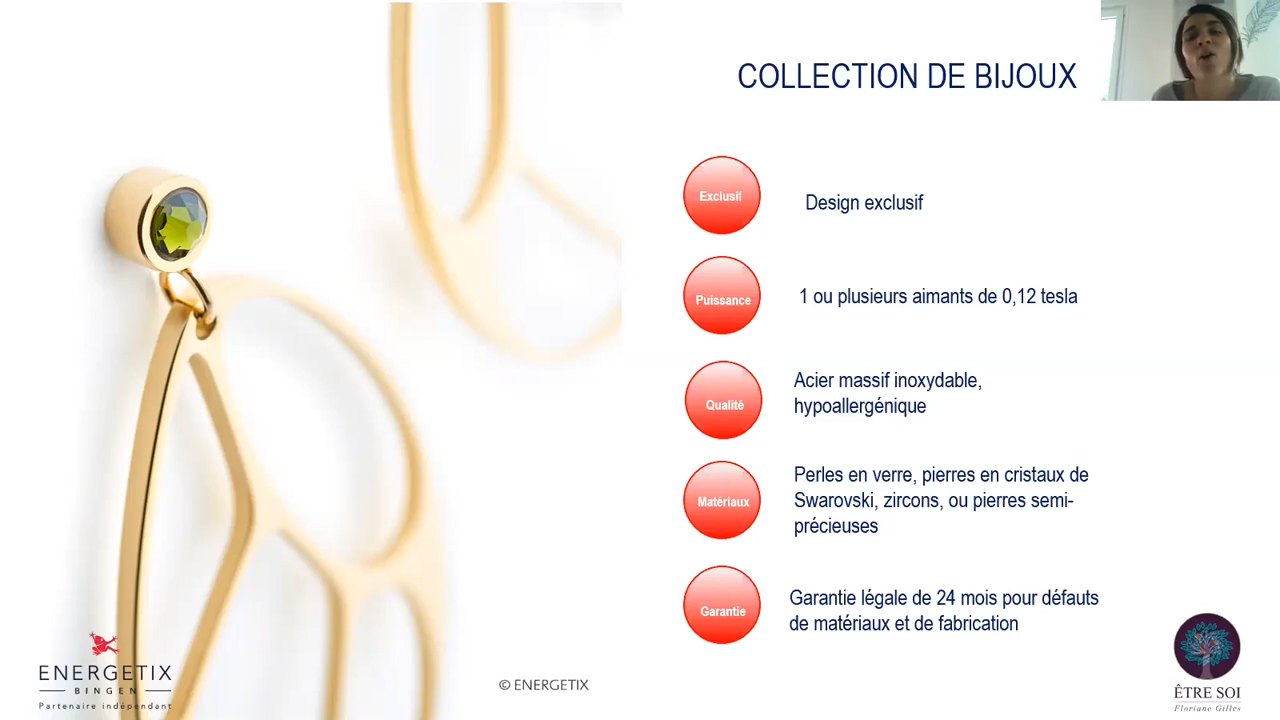 COLLECTION DE BIJOUX
Exclusif
Design exclusif
Puissance
1 ou plusieurs aimants de 0,12 tesla
Qualité
Acier massif inoxydable,
hypoallergénique
Matériaux
Perles en verre, pierres en cristaux de
Swarovski, zircons, ou pierres semi-
précieuses
Garantie
Garantie légale de 24 mois pour défauts
de matériaux et de fabrication
ENERGETIX
BINGEN
Partenaire indépendant
© ENERGETIX
ÊTRE SOI
Floriane Gilles